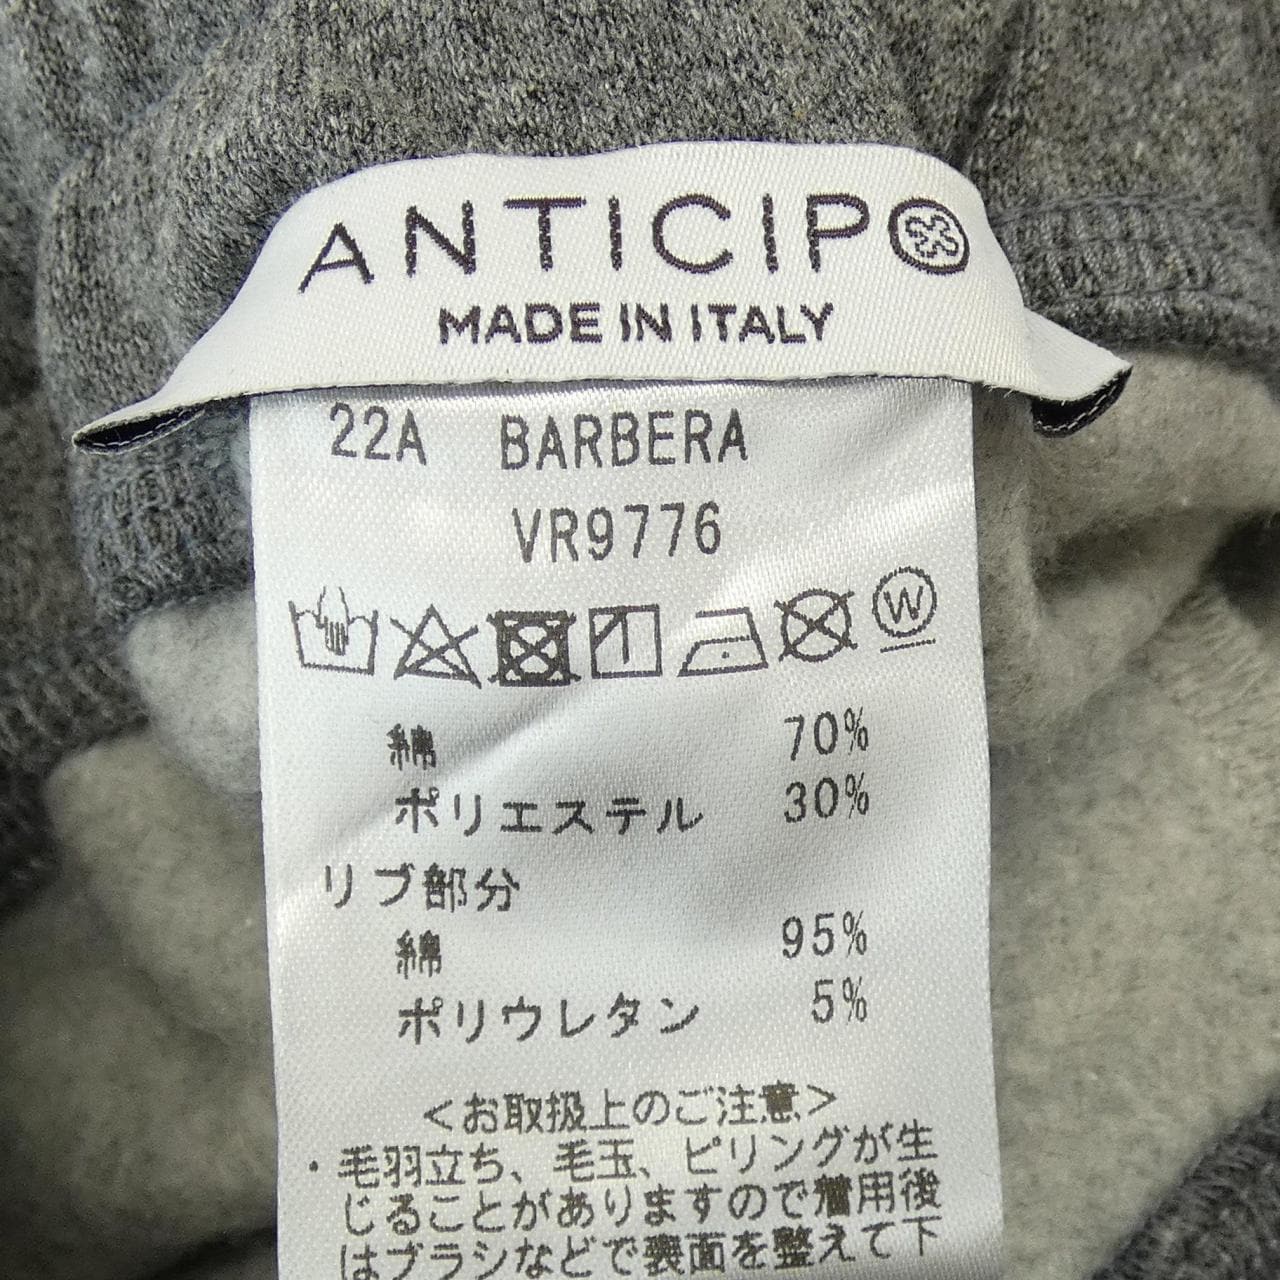 ANTICIPO
MADE IN ITALY
22A BARBERA
VR9776
W
綿 70%
ポリエステル 30%
リブ部分
綿 95%
ポリウレタン 5%
<お取扱上のご注意>
・毛羽立ち、毛玉、ピリングが生
じることがありますので着用後
はブラシなどで表面を整えて下